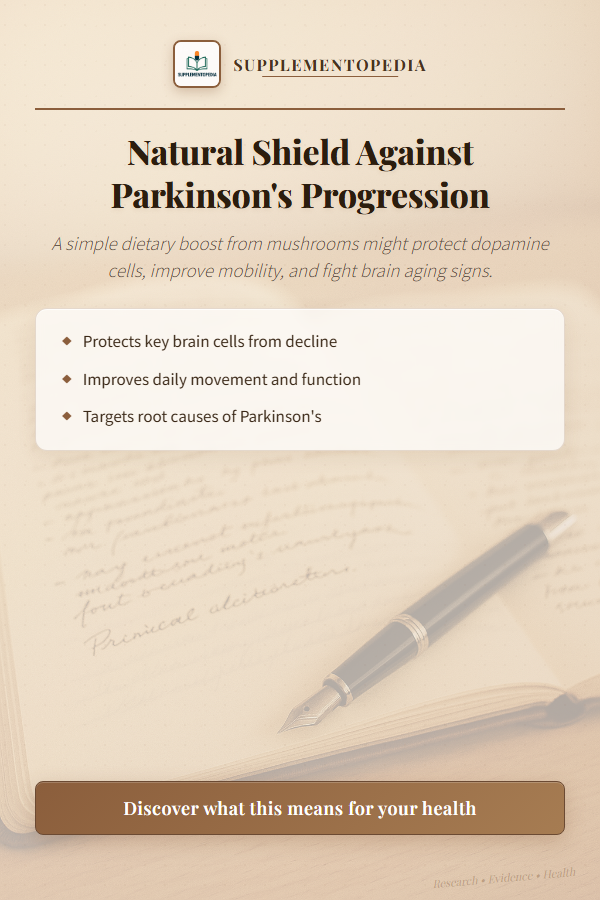 SUPPLEMENTOPEDIA
SUPPLEMENTOPEDIA
Natural Shield Against
Parkinson's Progression
A simple dietary boost from mushrooms might protect dopamine
cells, improve mobility, and fight brain aging signs.
◆ Protects key brain cells from decline
◆ Improves daily movement and function
◆ Targets root causes of Parkinson's
Discover what this means for your health
Research • Evidence • Health